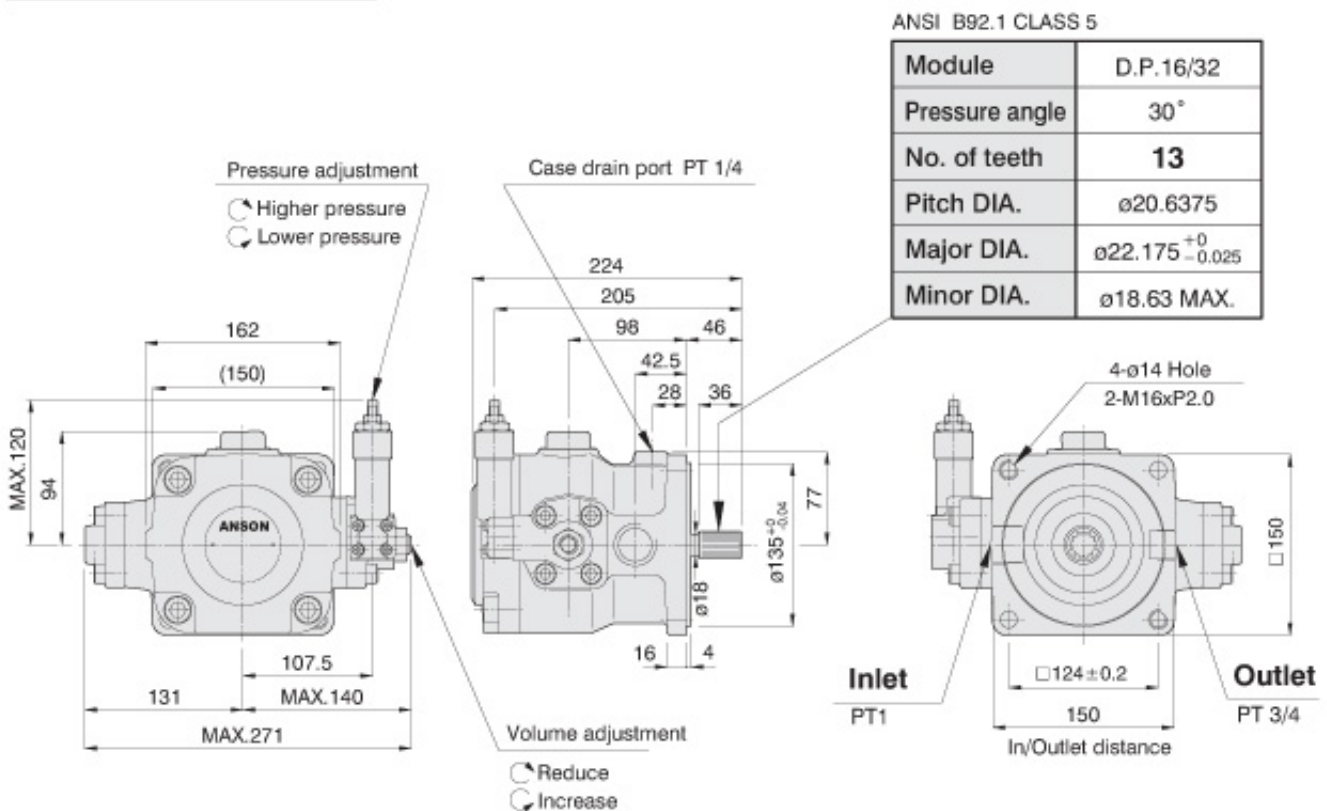 ANSI B92.1 CLASS 5
Module D.P.16/32
Pressure angle 30°
No. of teeth 13
Pitch DIA. ø20.6375
Major DIA. ø22.175 +0 -0.025
Minor DIA. ø18.63 MAX.
Pressure adjustment
Higher pressure
Lower pressure
Case drain port PT 1/4
162
(150)
MAX.120
94
ANSON
107.5
131
MAX.140
MAX.271
Volume adjustment
Reduce
Increase
224
205
98
46
42.5
28
36
77
ø135 +0 -0.04
ø18
16
4
4-ø14 Hole
2-M16xP2.0
□150
Inlet
PT1
□124±0.2
150
In/Outlet distance
Outlet
PT 3/4